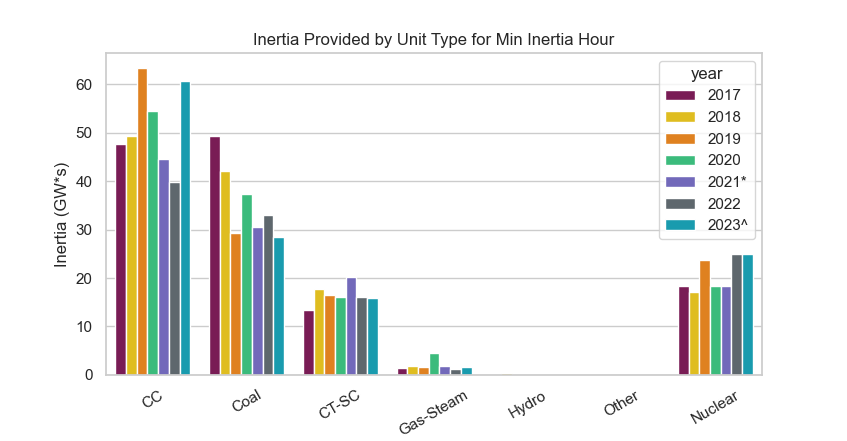 Inertia Provided by Unit Type for Min Inertia Hour
Inertia (GW*s)
60
50
40
30
20
10
0
CC
Coal
CT-SC
Gas-Steam
Hydro
Other
Nuclear
year
2017
2018
2019
2020
2021*
2022
2023^